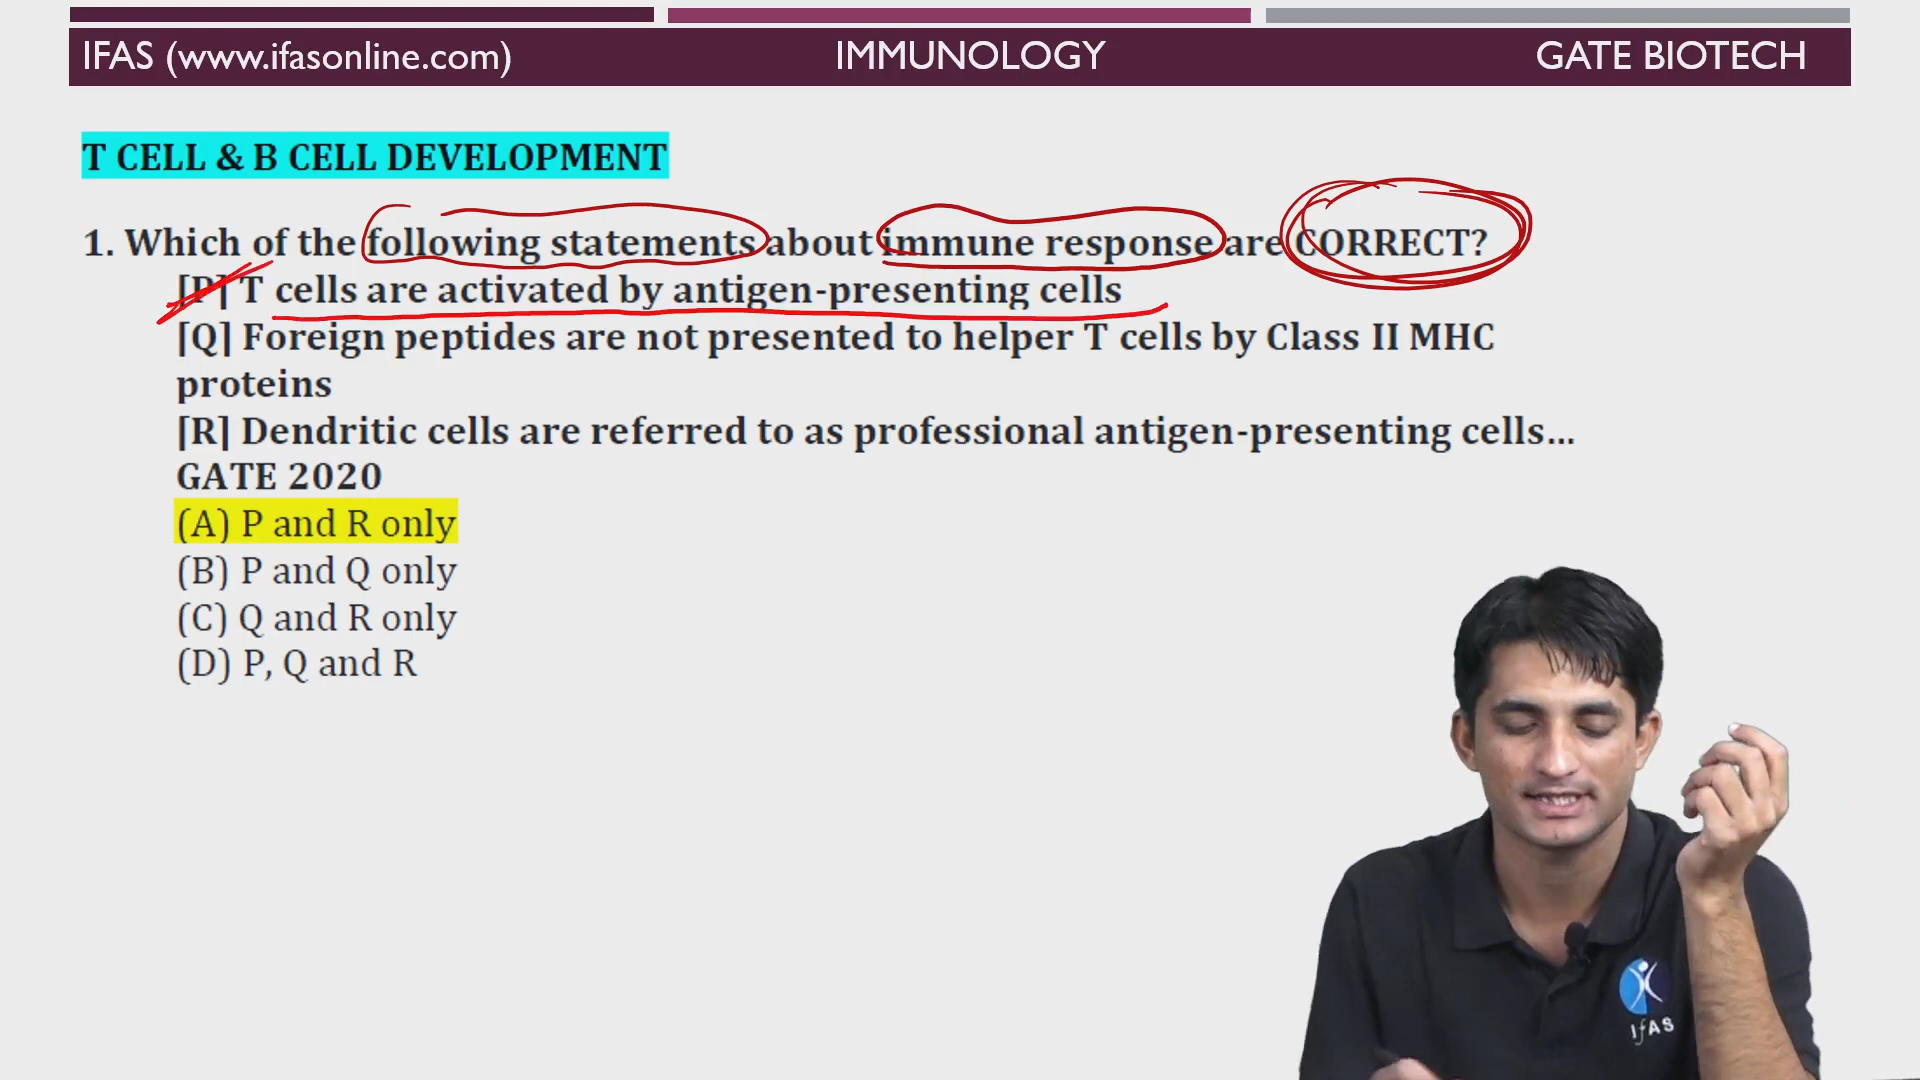 IFAS (www.ifasonline.com) IMMUNOLOGY GATE BIOTECH
T CELL & B CELL DEVELOPMENT
1. Which of the following statements about immune response are CORRECT?
[P] T cells are activated by antigen-presenting cells
[Q] Foreign peptides are not presented to helper T cells by Class II MHC
proteins
[R] Dendritic cells are referred to as professional antigen-presenting cells...
GATE 2020
(A) P and R only
(B) P and Q only
(C) Q and R only
(D) P, Q and R
IfAS